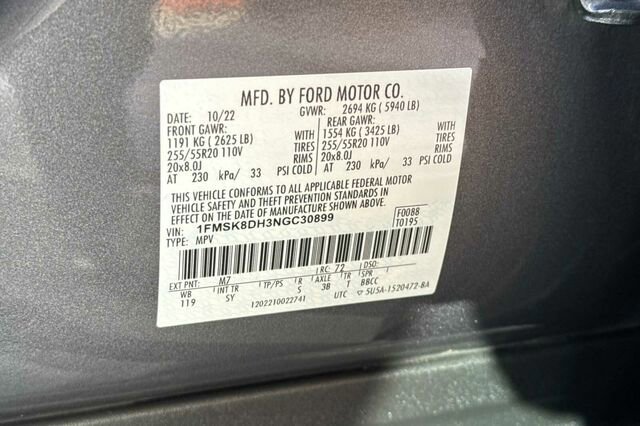 MFD. BY FORD MOTOR CO.
DATE: 10/22 GVWR: 2694 KG ( 5940 LB)
FRONT GAWR: REAR GAWR:
1191 KG ( 2625 LB) WITH 1554 KG ( 3425 LB) WITH
255/55R20 110V TIRES 255/55R20 110V TIRES
20x8.0J RIMS 20x8.0J RIMS
AT 230 kPa/ 33 PSI COLD AT 230 kPa/ 33 PSI COLD
THIS VEHICLE CONFORMS TO ALL APPLICABLE FEDERAL MOTOR
VEHICLE SAFETY AND THEFT PREVENTION STANDARDS IN
EFFECT ON THE DATE OF MANUFACTURE SHOWN ABOVE.
VIN: 1FMSK8DH3NGC30899 F0088
TYPE: MPV T0195
EXT PNT: M7 RC: 72 DSO:
WB INT TR TP/PS R AXLE TR SPR
119 SY S 3B T BBCC
1202210022741 UTC ▽ 5U5A-1520472-BA